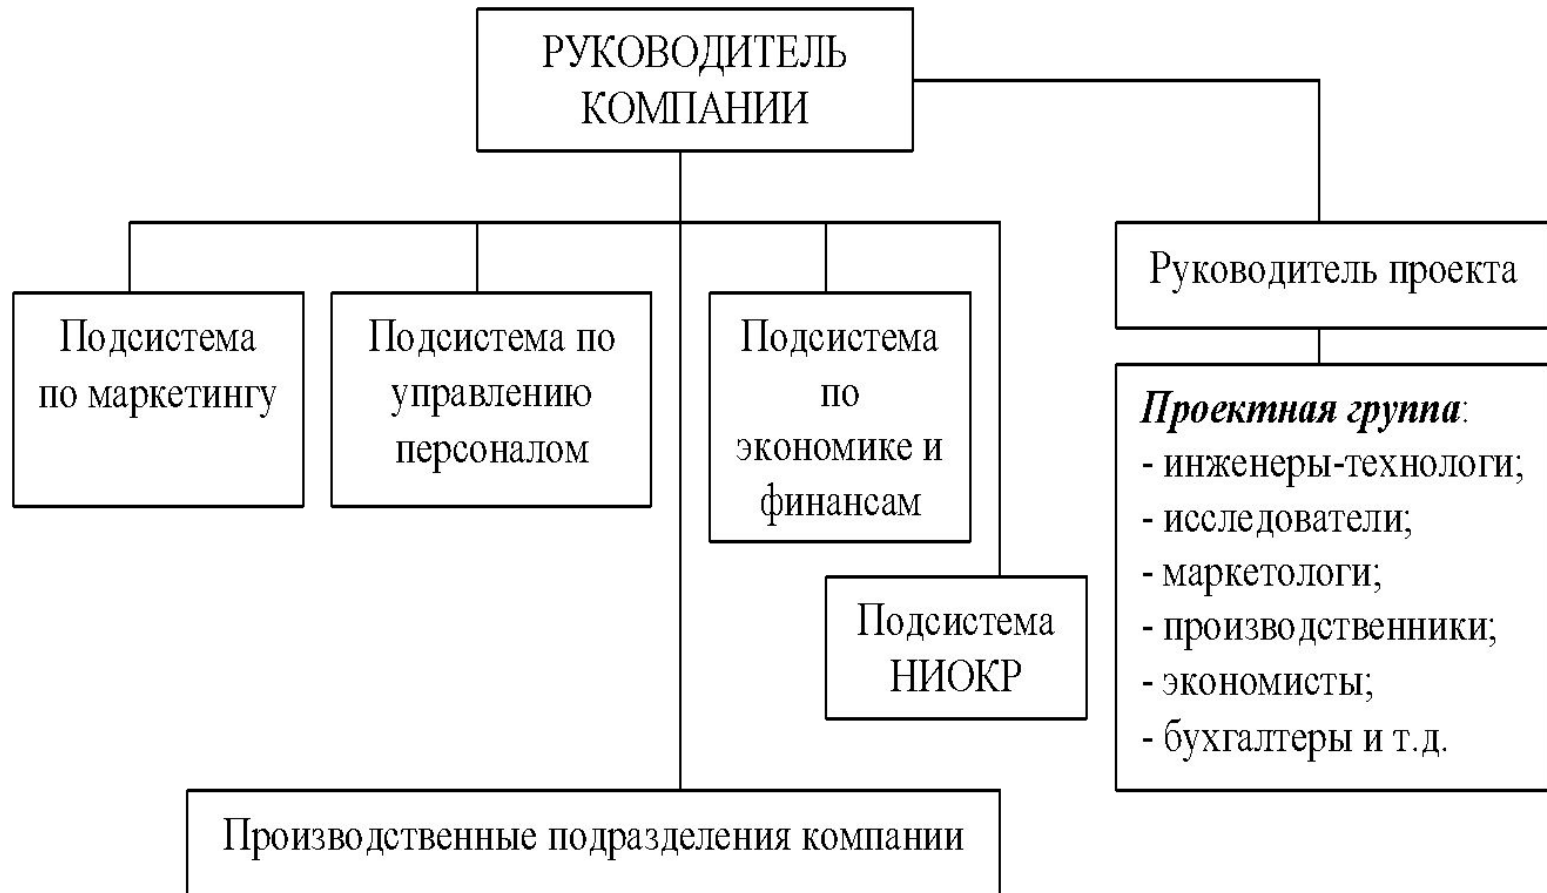 РУКОВОДИТЕЛЬ
КОМПАНИИ
Руководитель проекта
Подсистема
по маркетингу
Подсистема по
управлению
персоналом
Подсистема
по
экономике и
финансам
Проектная группа:
- инженеры-технологи;
- исследователи;
- маркетологи;
- производственники;
- экономисты;
- бухгалтеры и т.д.
Подсистема
НИОКР
Производственные подразделения компании